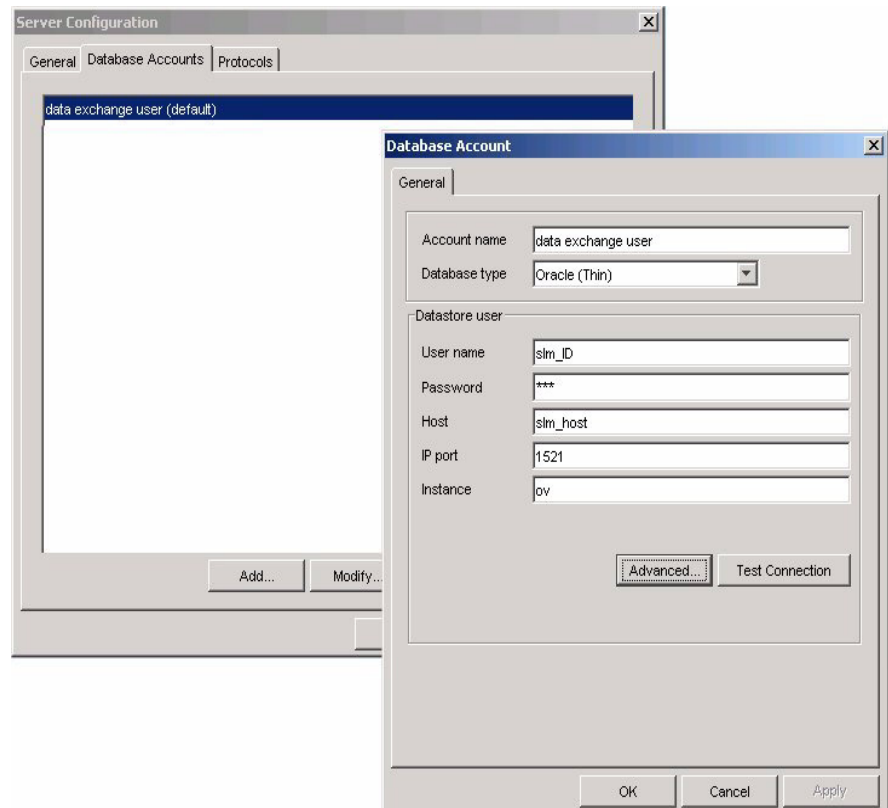 Server Configuration
General Database Accounts Protocols
data exchange user (default)
Add... Modify...
Database Account
General
Account name data exchange user
Database type Oracle (Thin)
Datastore user
User name slm_ID
Password ***
Host slm_host
IP port 1521
Instance ov
Advanced... Test Connection
OK Cancel Apply